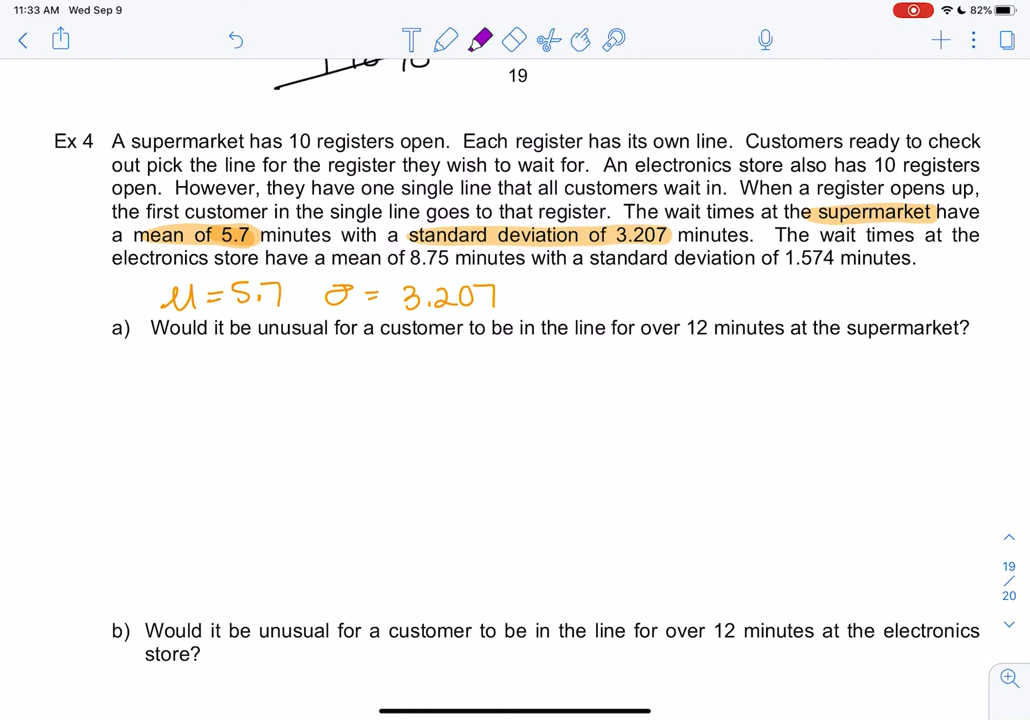 11:33 AM Wed Sep 9
82%
T
19
Ex 4 A supermarket has 10 registers open. Each register has its own line. Customers ready to check
out pick the line for the register they wish to wait for. An electronics store also has 10 registers
open. However, they have one single line that all customers wait in. When a register opens up,
the first customer in the single line goes to that register. The wait times at the supermarket have
a mean of 5.7 minutes with a standard deviation of 3.207 minutes. The wait times at the
electronics store have a mean of 8.75 minutes with a standard deviation of 1.574 minutes.
μ = 5.7 σ = 3.207
a) Would it be unusual for a customer to be in the line for over 12 minutes at the supermarket?
19
/
20
b) Would it be unusual for a customer to be in the line for over 12 minutes at the electronics
store?